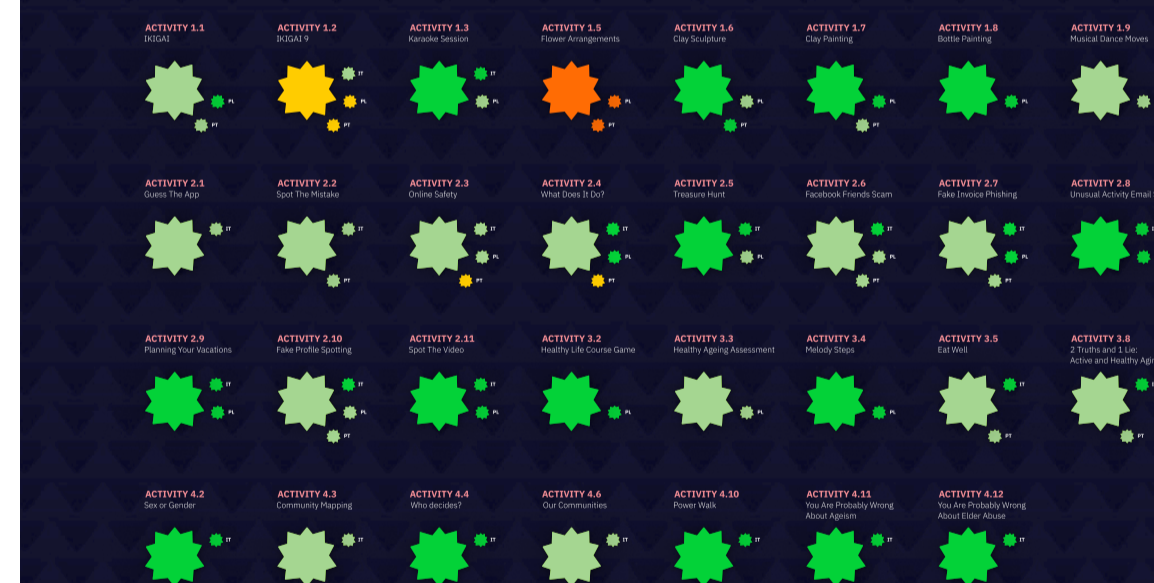 ACTIVITY 1.1
IKIGAI
PL
PT
ACTIVITY 1.2
IKIGAI 9
IT
PL
PT
ACTIVITY 1.3
Karaoke Session
IT
PL
ACTIVITY 1.5
Flower Arrangements
PL
PT
ACTIVITY 1.6
Clay Sculpture
PL
PT
ACTIVITY 1.7
Clay Painting
PL
PT
ACTIVITY 1.8
Bottle Painting
PL
ACTIVITY 1.9
Musical Dance Moves
ACTIVITY 2.1
Guess The App
IT
ACTIVITY 2.2
Spot The Mistake
IT
PT
ACTIVITY 2.3
Online Safety
IT
PL
PT
ACTIVITY 2.4
What Does It Do?
IT
PL
PT
ACTIVITY 2.5
Treasure Hunt
IT
PL
ACTIVITY 2.6
Facebook Friends Scam
IT
PL
PT
ACTIVITY 2.7
Fake Invoice Phishing
IT
PL
PT
ACTIVITY 2.8
Unusual Activity Email
ACTIVITY 2.9
Planning Your Vacations
IT
PL
ACTIVITY 2.10
Fake Profile Spotting
IT
PL
PT
ACTIVITY 2.11
Spot The Video
IT
PL
ACTIVITY 3.2
Healthy Life Course Game
PL
ACTIVITY 3.3
Healthy Ageing Assessment
PL
ACTIVITY 3.4
Melody Steps
PL
ACTIVITY 3.5
Eat Well
IT
PT
ACTIVITY 3.8
2 Truths and 1 Lie:
Active and Healthy
PT
ACTIVITY 4.2
Sex or Gender
IT
ACTIVITY 4.3
Community Mapping
IT
ACTIVITY 4.4
Who decides?
IT
ACTIVITY 4.6
Our Communities
IT
ACTIVITY 4.10
Power Walk
IT
ACTIVITY 4.11
You Are Probably Wrong
About Ageism
IT
ACTIVITY 4.12
You Are Probably Wrong
About Elder Abuse
IT